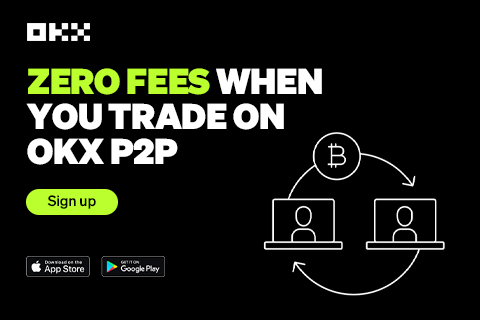 OKX
ZERO FEES WHEN
YOU TRADE ON
OKX P2P
Sign up
Download on the
App Store
GET IT ON
Google Play